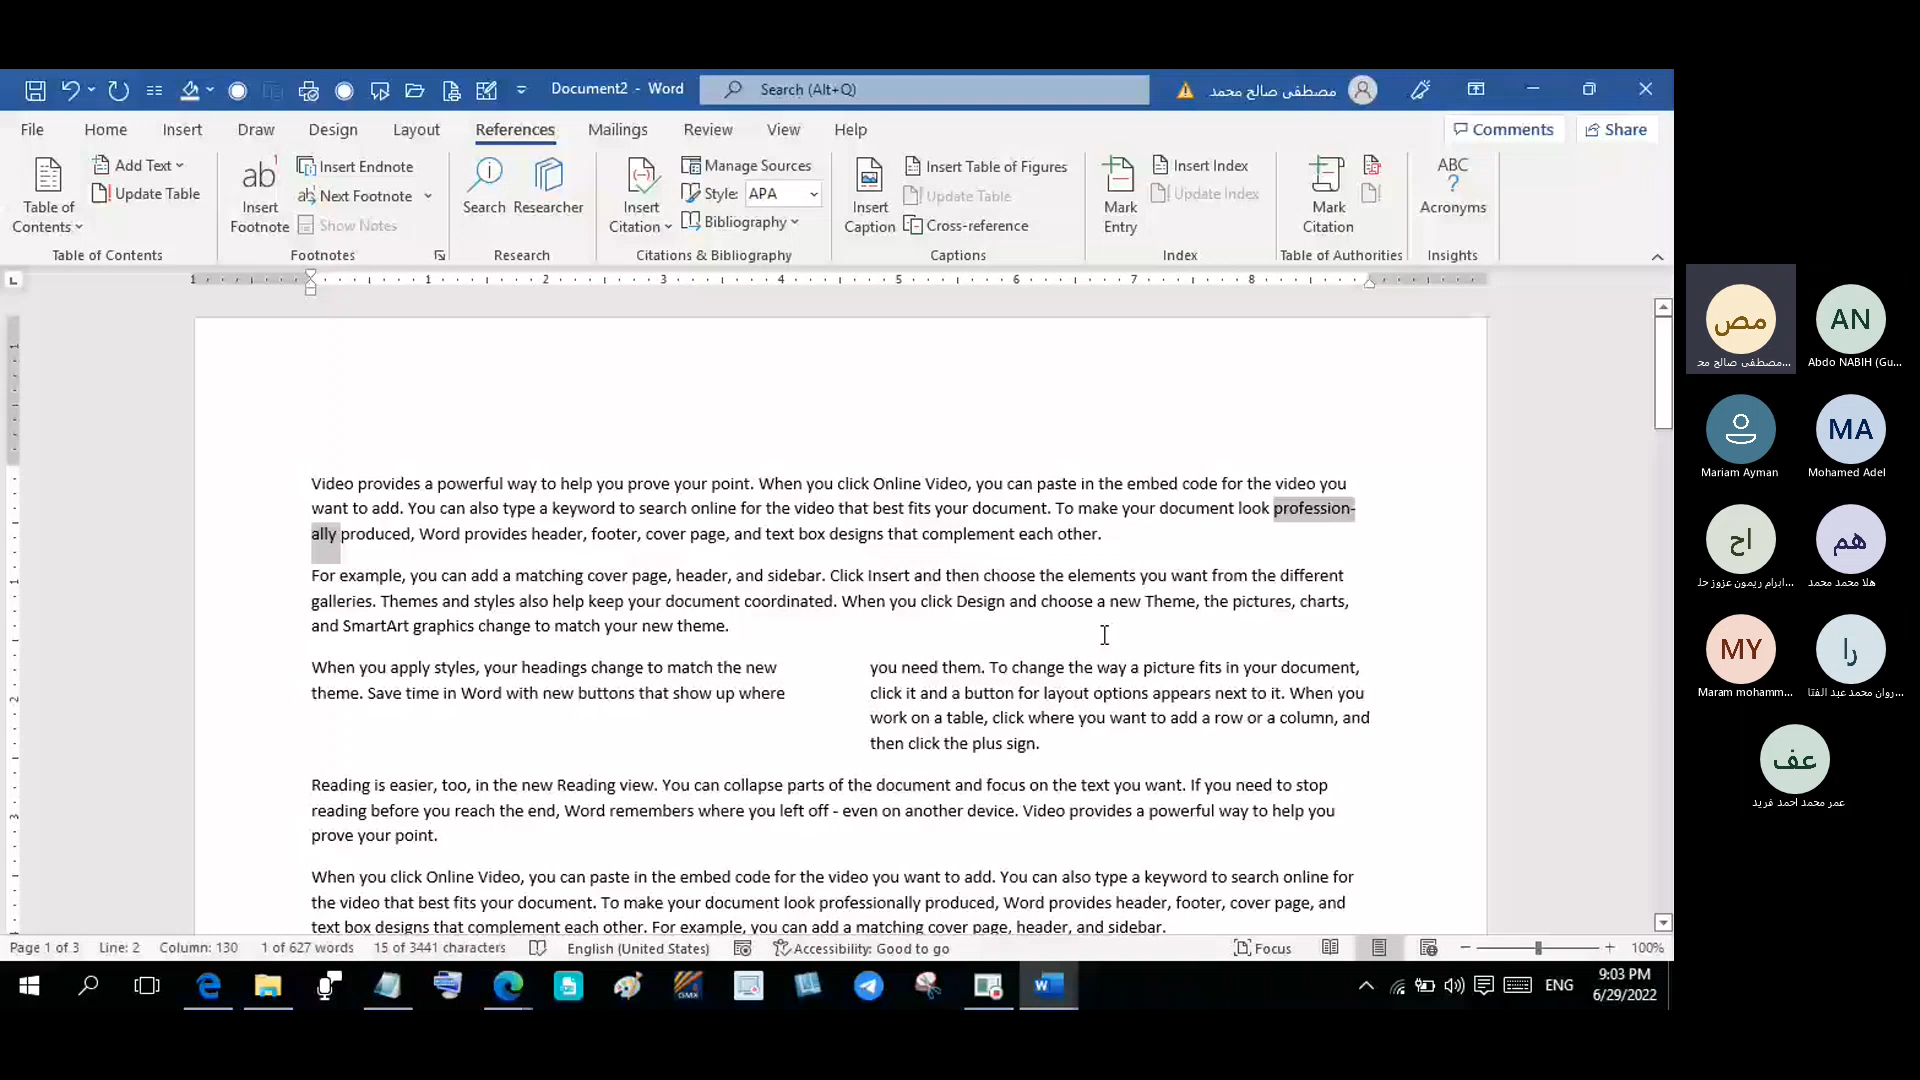 Document2 - Word
Search (Alt+Q)
مصطفى صالح محمد
File Home Insert Draw Design Layout References Mailings Review View Help
Comments Share
Table of Contents
Add Text
Update Table
Table of Contents
Insert Footnote
Insert Endnote
Next Footnote
Show Notes
Footnotes
Search
Researcher
Research
Insert Citation
Manage Sources
Style: APA
Bibliography
Citations & Bibliography
Insert Caption
Insert Table of Figures
Update Table
Cross-reference
Captions
Mark Entry
Insert Index
Update Index
Index
Mark Citation
Table of Authorities
ABC
Acronyms
Insights
1 1 2 3 4 5 6 7 8
Video provides a powerful way to help you prove your point. When you click Online Video, you can paste in the embed code for the video you
want to add. You can also type a keyword to search online for the video that best fits your document. To make your document look profession-
ally produced, Word provides header, footer, cover page, and text box designs that complement each other.
For example, you can add a matching cover page, header, and sidebar. Click Insert and then choose the elements you want from the different
galleries. Themes and styles also help keep your document coordinated. When you click Design and choose a new Theme, the pictures, charts,
and SmartArt graphics change to match your new theme.
When you apply styles, your headings change to match the new
theme. Save time in Word with new buttons that show up where
you need them. To change the way a picture fits in your document,
click it and a button for layout options appears next to it. When you
work on a table, click where you want to add a row or a column, and
then click the plus sign.
Reading is easier, too, in the new Reading view. You can collapse parts of the document and focus on the text you want. If you need to stop
reading before you reach the end, Word remembers where you left off - even on another device. Video provides a powerful way to help you
prove your point.
When you click Online Video, you can paste in the embed code for the video you want to add. You can also type a keyword to search online for
the video that best fits your document. To make your document look professionally produced, Word provides header, footer, cover page, and
text box designs that complement each other. For example, you can add a matching cover page, header, and sidebar.
Page 1 of 3 Line: 2 Column: 130 1 of 627 words 15 of 3441 characters English (United States) Accessibility: Good to go Focus 100%
ENG
9:03 PM
6/29/2022
مص
مصطفى صالح مح...
AN
Abdo NABIH (Gu...
Mariam Ayman
MA
Mohamed Adel
اح
ابرام ريمون عزوز حل...
هم
هلا محمد محمد
MY
Maram mohamm...
را
روان محمد عبد الفتا...
عف
عمر محمد احمد فريد